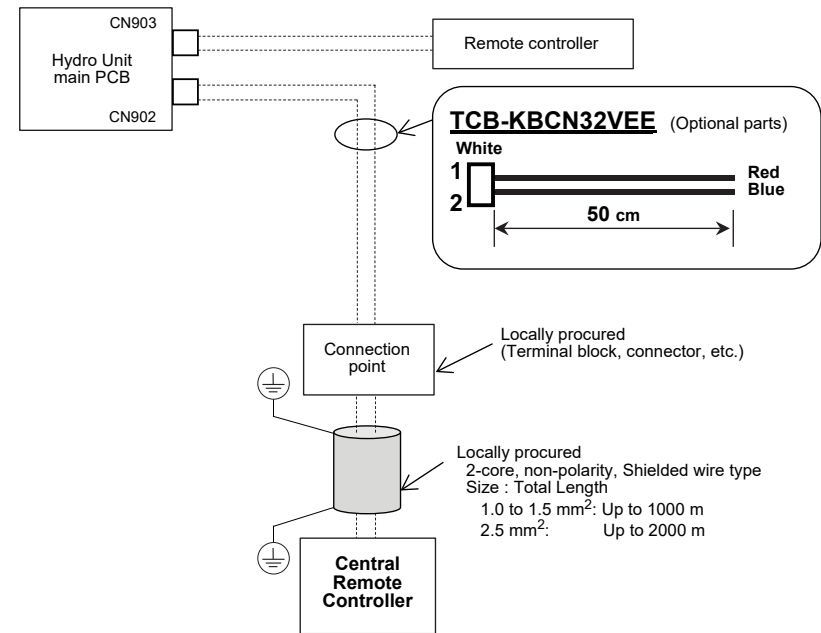 CN903
Hydro Unit
main PCB
CN902
Remote controller
TCB-KBCN32VEE (Optional parts)
White
1
2
Red
Blue
50 cm
Connection
point
Locally procured
(Terminal block, connector, etc.)
Locally procured
2-core, non-polarity, Shielded wire type
Size : Total Length
1.0 to 1.5 mm²: Up to 1000 m
2.5 mm²: Up to 2000 m
Central
Remote
Controller